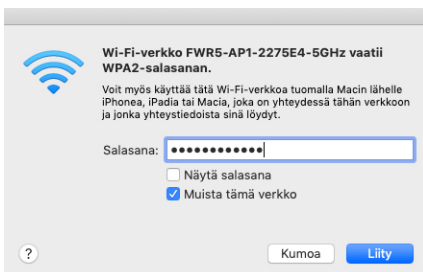 Wi-Fi-verkko FWR5-AP1-2275E4-5GHz vaatii
WPA2-salasanan.
Voit myös käyttää tätä Wi-Fi-verkkoa tuomalla Macin lähelle
iPhonea, iPadia tai Macia, joka on yhteydessä tähän verkkoon
ja jonka yhteystiedoista sinä löydyt.
Salasana: ••••••••••••
Näytä salasana
Muista tämä verkko
? Kumoa Liity